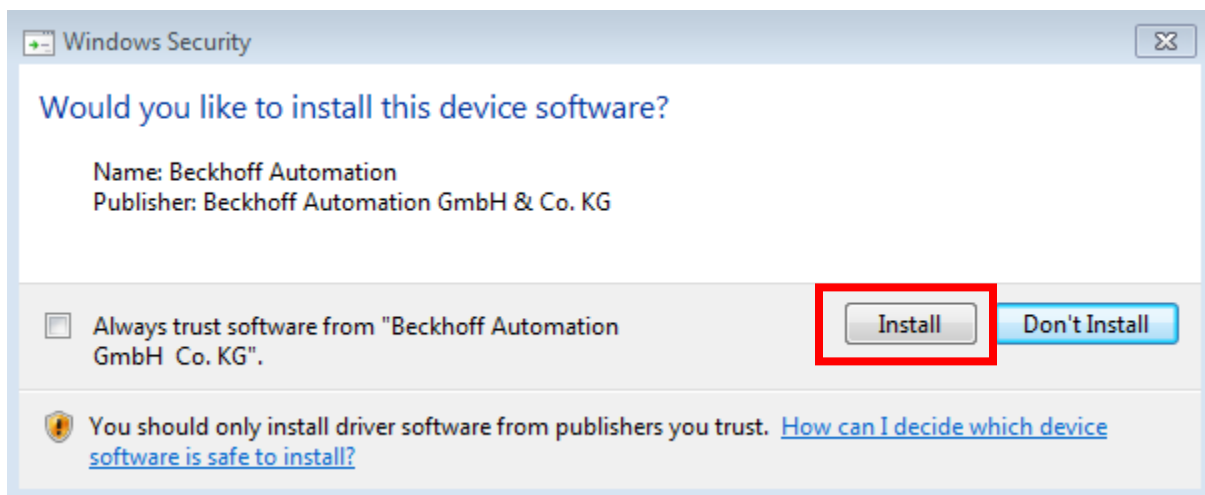 Windows Security
Would you like to install this device software?
Name: Beckhoff Automation
Publisher: Beckhoff Automation GmbH & Co. KG
Always trust software from "Beckhoff Automation
GmbH  Co. KG".
Install
Don't Install
You should only install driver software from publishers you trust. How can I decide which device
software is safe to install?